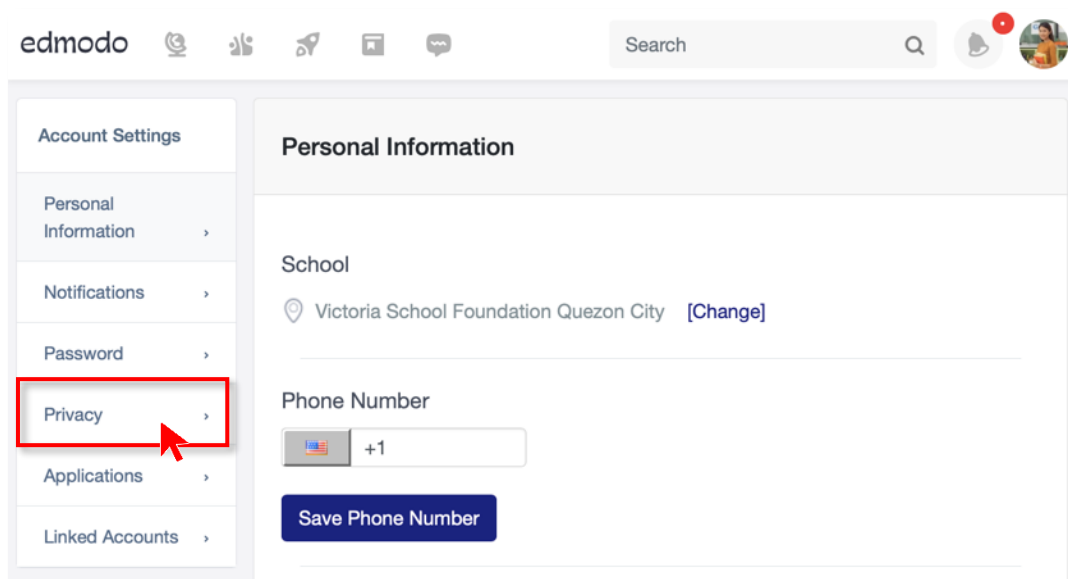 edmodo
Search
Account Settings
Personal
Information ›
Notifications ›
Password ›
Privacy ›
Applications ›
Linked Accounts ›
Personal Information
School
Victoria School Foundation Quezon City [Change]
Phone Number
+1
Save Phone Number